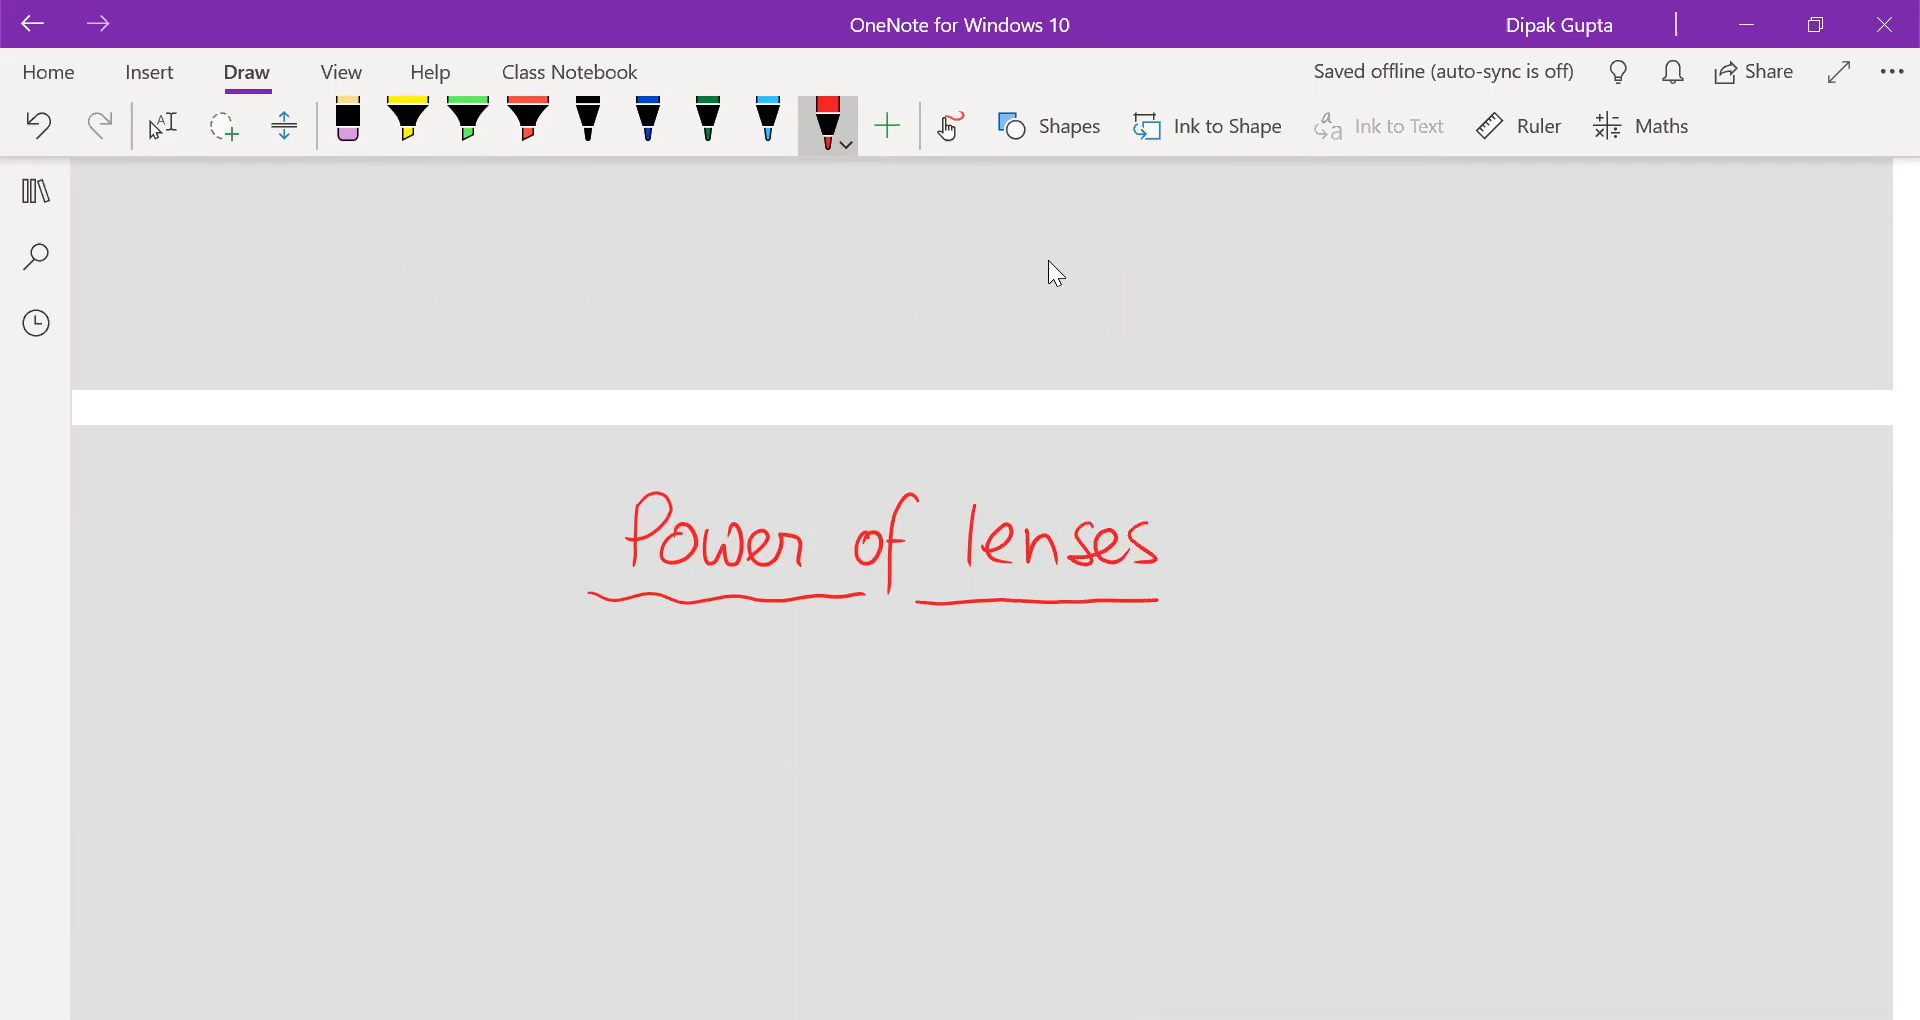 OneNote for Windows 10 Dipak Gupta
Home Insert Draw View Help Class Notebook Saved offline (auto-sync is off) Share
Shapes Ink to Shape Ink to Text Ruler Maths
Power of lenses